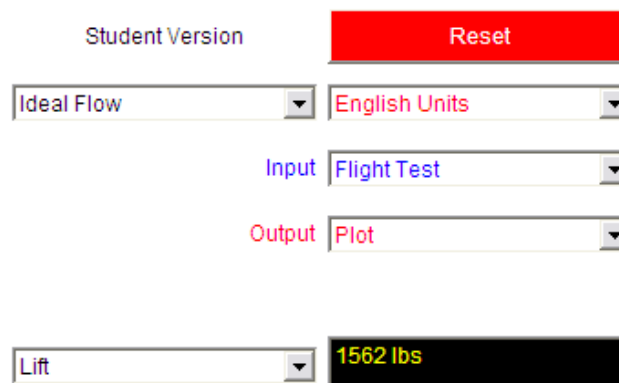 Student Version Reset
Ideal Flow English Units
Input Flight Test
Output Plot
Lift 1562 lbs